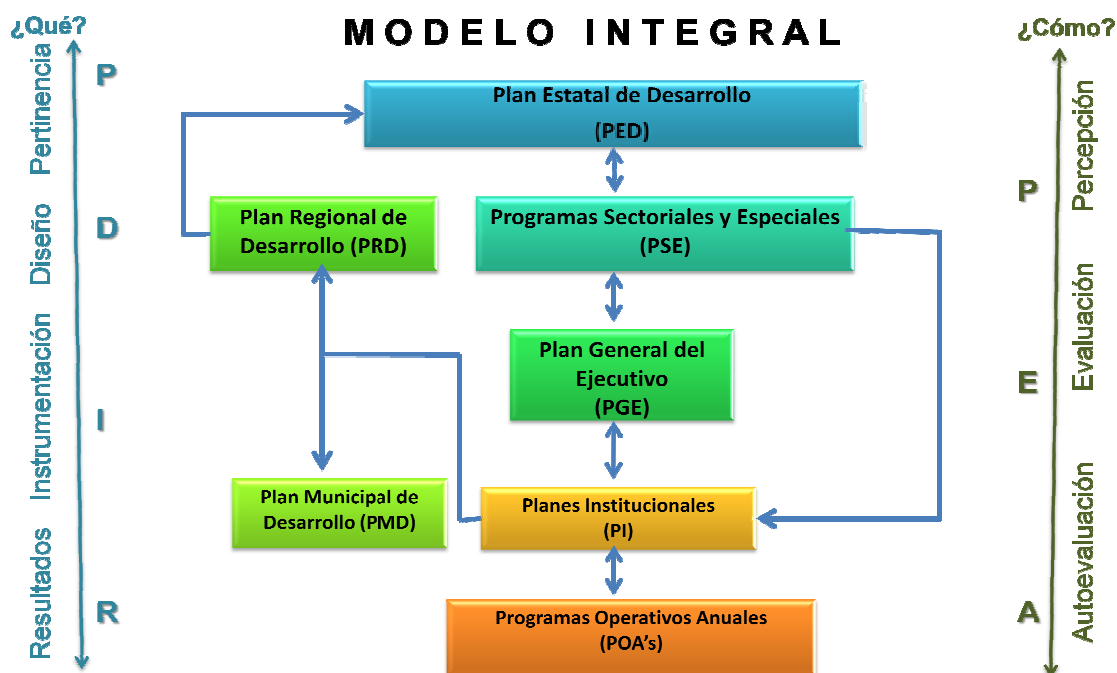 ¿Qué?
MODELO INTEGRAL
¿Cómo?
P
Pertinencia
Plan Estatal de Desarrollo
(PED)
Percepción
P
D
Diseño
Plan Regional de
Desarrollo (PRD)
Programas Sectoriales y Especiales
(PSE)
Instrumentación
I
Plan General del
Ejecutivo
(PGE)
E
Evaluación
Plan Municipal de
Desarrollo (PMD)
Planes Institucionales
(PI)
Resultados
R
Programas Operativos Anuales
(POA’s)
A
Autoevaluación